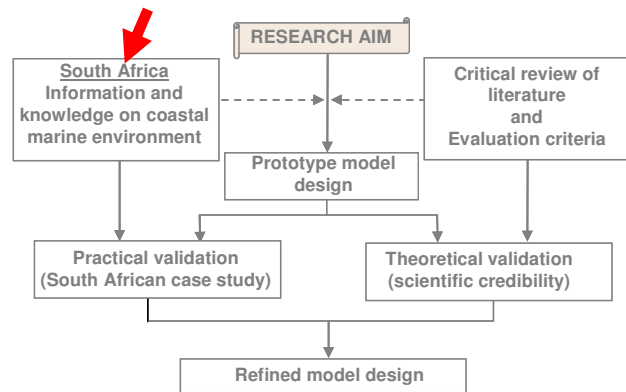 RESEARCH AIM
South Africa
Information and
knowledge on coastal
marine environment
Critical review of
literature
and
Evaluation criteria
Prototype model
design
Practical validation
(South African case study)
Theoretical validation
(scientific credibility)
Refined model design